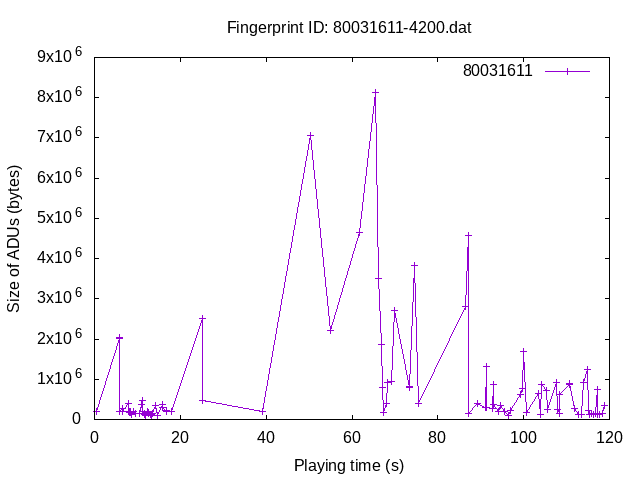 Fingerprint ID: 80031611-4200.dat
80031611
Size of ADUs (bytes)
9x10^6
8x10^6
7x10^6
6x10^6
5x10^6
4x10^6
3x10^6
2x10^6
1x10^6
0
0 20 40 60 80 100 120
Playing time (s)